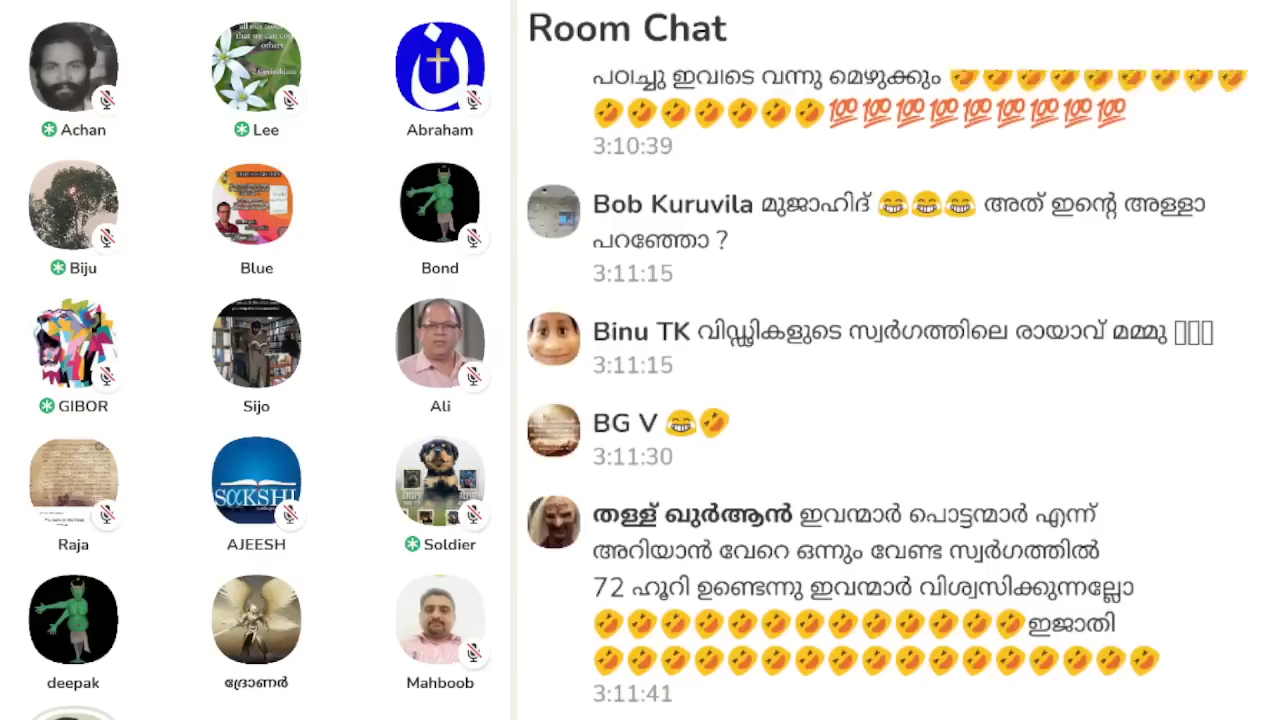 Achan
Lee
Abraham
Biju
Blue
Bond
GIBOR
Sijo
Ali
SαKSHI
Raja
AJEESH
Soldier
deepak
ദ്രോണർ
Mahboob
Room Chat
പഠിച്ചു ഇവിടെ വന്നു മെഴുക്കും 🤣🤣🤣🤣🤣🤣🤣🤣🤣
🤣🤣🤣🤣🤣🤣🤣💯💯💯💯💯💯💯💯💯
3:10:39
Bob Kuruvila മുജാഹിദ് 😂😂😂 അത് ഇന്റെ അള്ളാ
പറഞ്ഞോ ?
3:11:15
Binu TK വിഡ്ഢികളുടെ സ്വർഗത്തിലെ രായാവ് മമ്മു
3:11:15
BG V 😂🤣
3:11:30
തള്ള് ഖുർആൻ ഇവന്മാർ പൊട്ടന്മാർ എന്ന്
അറിയാൻ വേറെ ഒന്നും വേണ്ട സ്വർഗത്തിൽ
72 ഹൂറി ഉണ്ടെന്നു ഇവന്മാർ വിശ്വസിക്കുന്നല്ലോ
🤣🤣🤣🤣🤣🤣🤣🤣🤣🤣🤣🤣🤣ഇജാതി
🤣🤣🤣🤣🤣🤣🤣🤣🤣🤣🤣🤣🤣🤣🤣🤣🤣
3:11:41